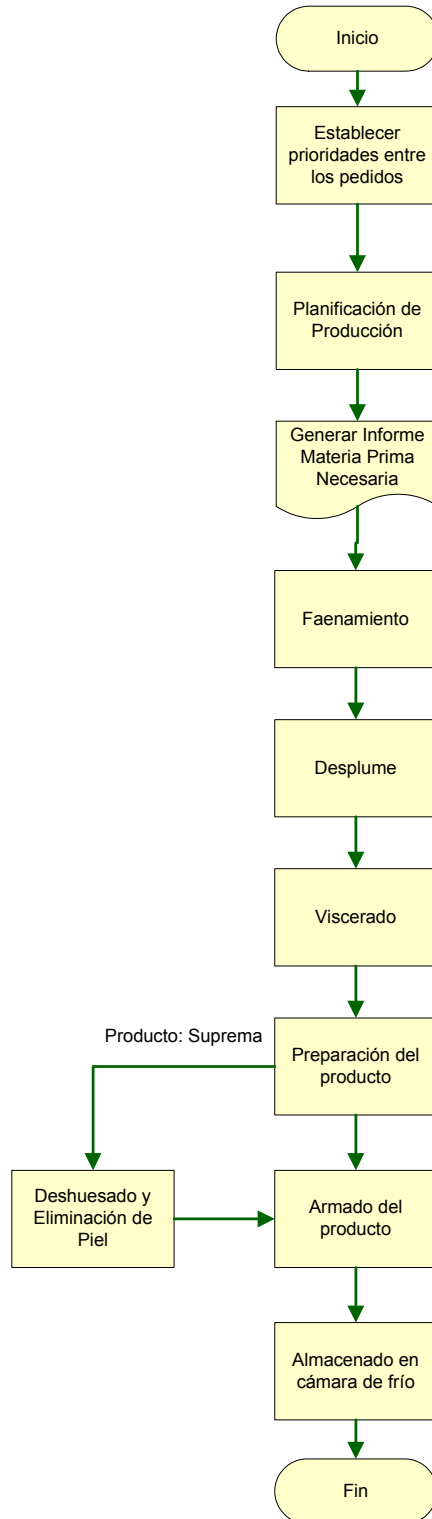 Inicio
Establecer
prioridades entre
los pedidos
Planificación de
Producción
Generar Informe
Materia Prima
Necesaria
Faenamiento
Desplume
Viscerado
Producto: Suprema
Preparación del
producto
Deshuesado y
Eliminación de
Piel
Armado del
producto
Almacenado en
cámara de frío
Fin